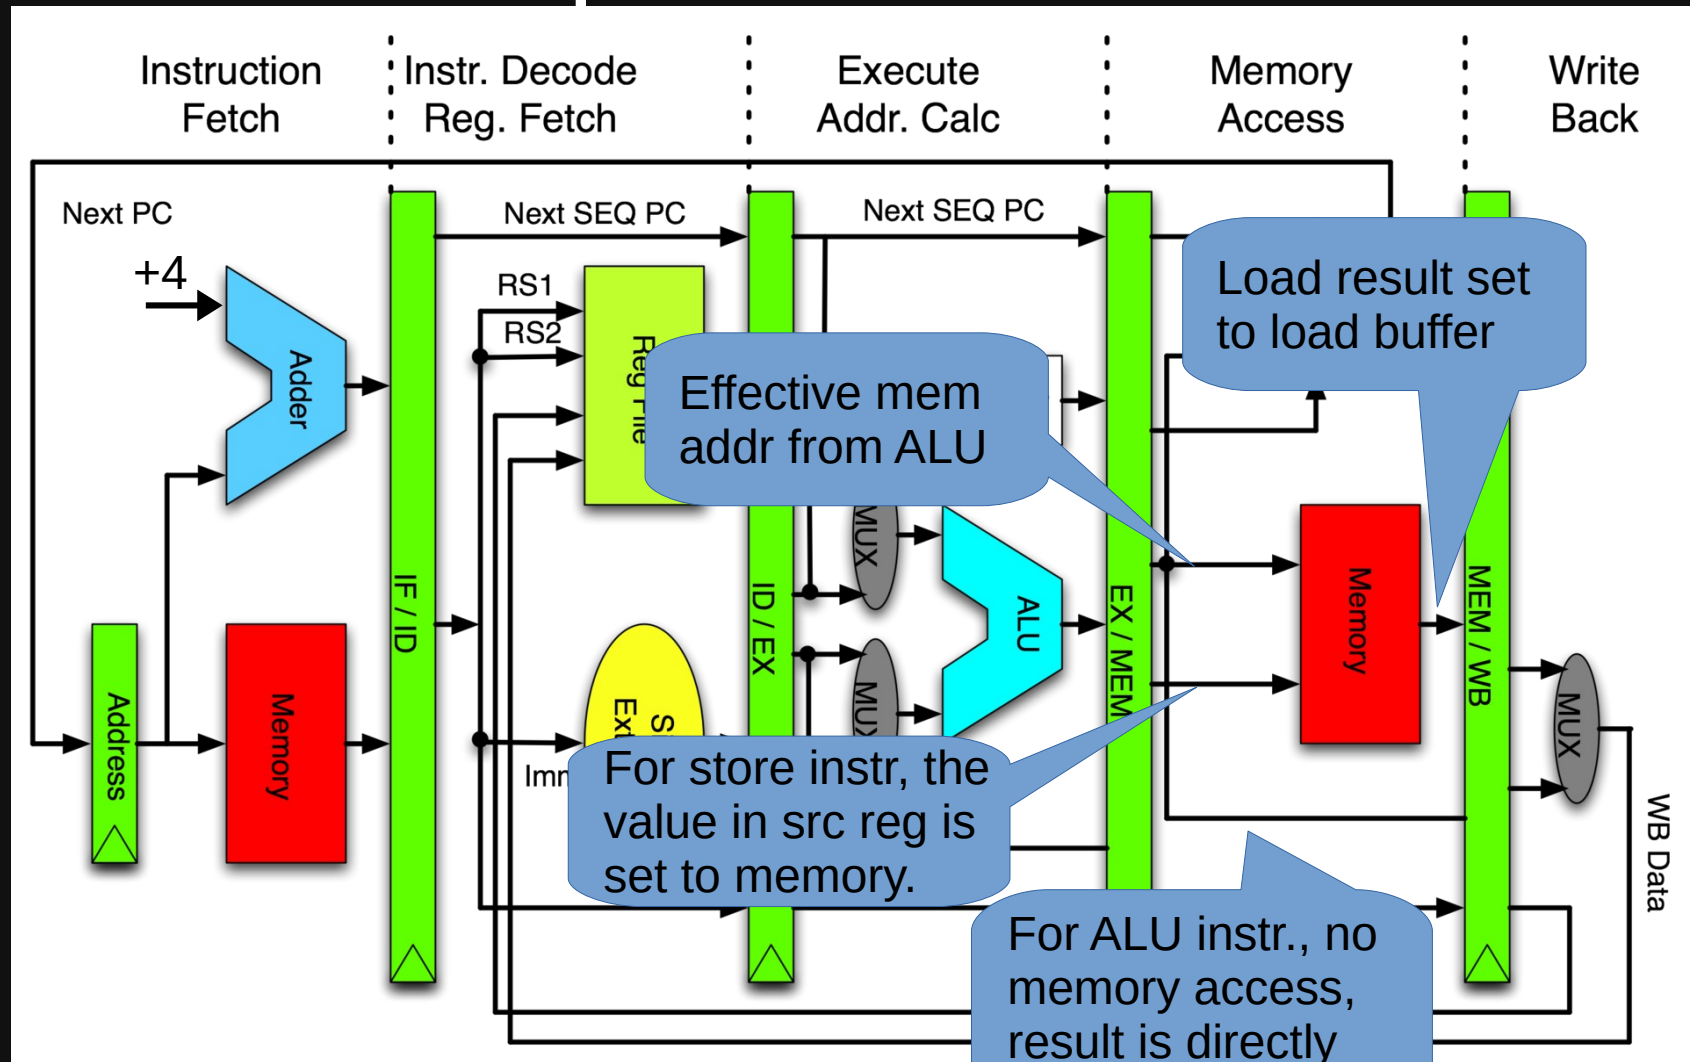 Instruction
Fetch
Instr. Decode
Reg. Fetch
Execute
Addr. Calc
Memory
Access
Write
Back
Next PC
+4
Adder
Address
Memory
IF / ID
Next SEQ PC
RS1
RS2
Reg File
ID / EX
Next SEQ PC
MUX
MUX
ALU
EX / MEM
Memory
MEM / WB
MUX
WB Data
Load result set
to load buffer
Effective mem
addr from ALU
For store instr, the
value in src reg is
set to memory.
For ALU instr., no
memory access,
result is directly